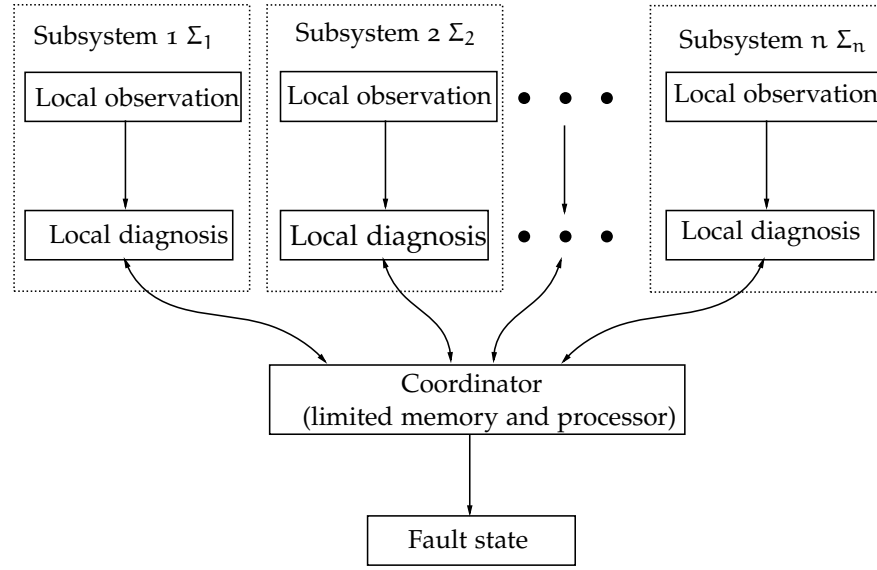 Subsystem 1 Σ₁
Subsystem 2 Σ₂
Subsystem n Σₙ
Local observation
Local observation
Local observation
Local diagnosis
Local diagnosis
Local diagnosis
Coordinator
(limited memory and processor)
Fault state